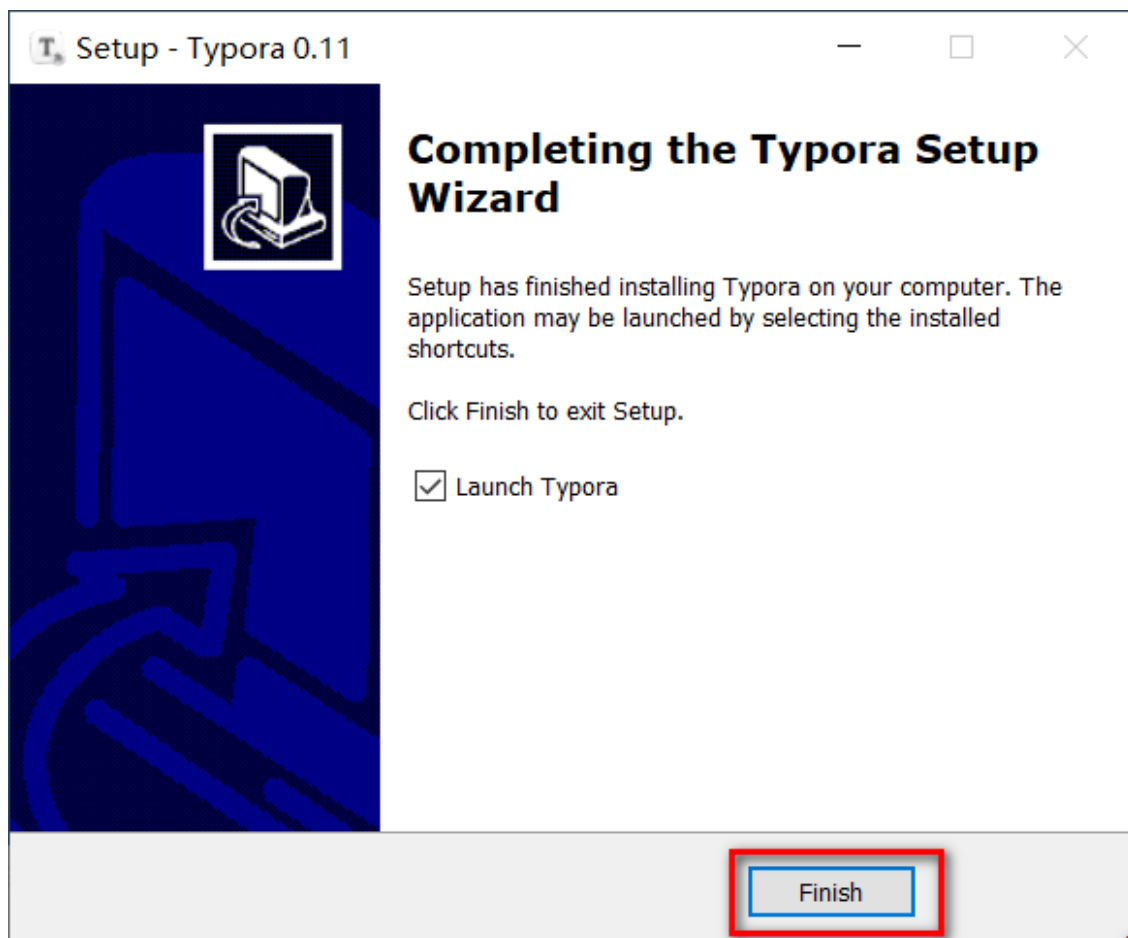 Setup - Typora 0.11
Completing the Typora Setup
Wizard
Setup has finished installing Typora on your computer. The
application may be launched by selecting the installed
shortcuts.
Click Finish to exit Setup.
Launch Typora
Finish